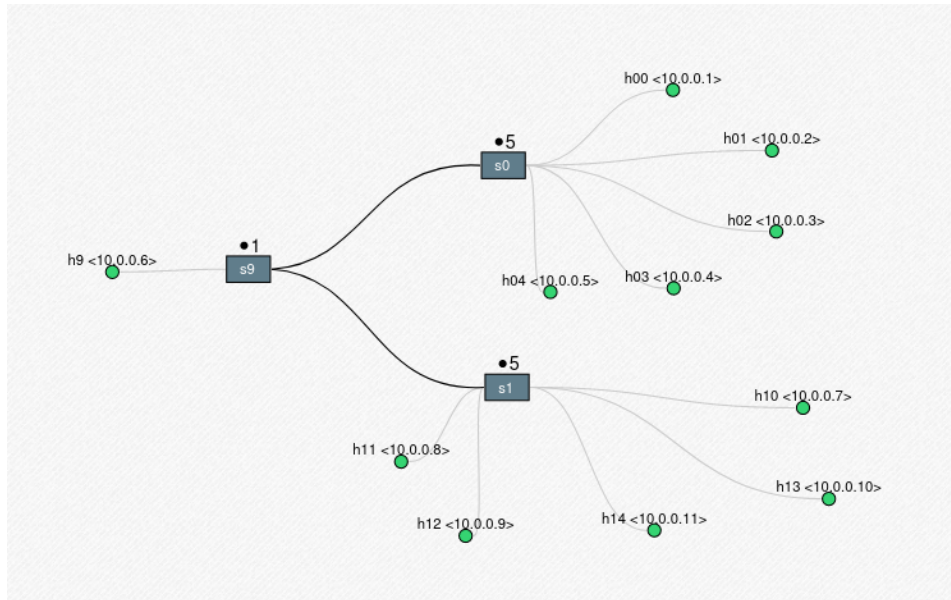 h00 <10.0.0.1>
5
h01 <10.0.0.2>
s0
h02 <10.0.0.3>
1
h9 <10.0.0.6>
s9
h04 <10.0.0.5>
h03 <10.0.0.4>
5
s1
h10 <10.0.0.7>
h11 <10.0.0.8>
h13 <10.0.0.10>
h12 <10.0.0.9>
h14 <10.0.0.11>